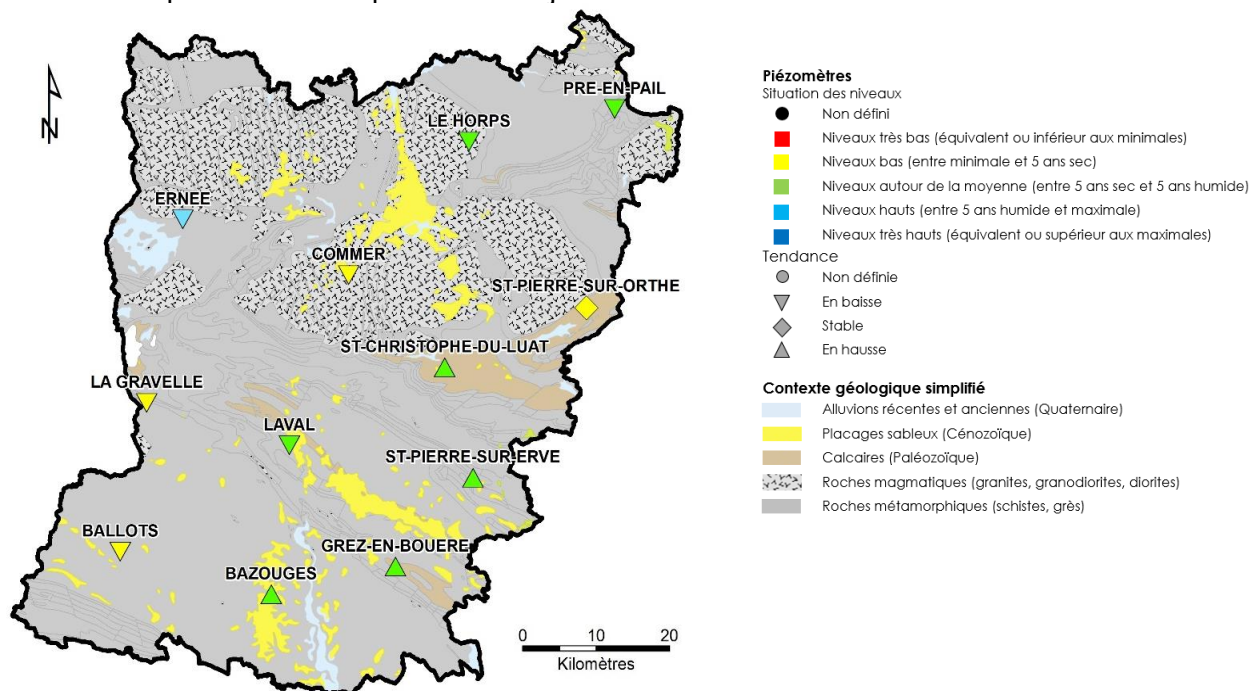 PRE-EN-PAIL
LE HORPS
ERNEE
COMMER
ST-PIERRE-SUR-ORTHE
ST-CHRISTOPHE-DU-LUAT
LA GRAVELLE
LAVAL
ST-PIERRE-SUR-ERVE
BALLOTS
GREZ-EN-BOUERE
BAZOUGES
N
0 10 20
Kilomètres
Piézomètres
Situation des niveaux
Non défini
Niveaux très bas (équivalent ou inférieur aux minimales)
Niveaux bas (entre minimale et 5 ans sec)
Niveaux autour de la moyenne (entre 5 ans sec et 5 ans humide)
Niveaux hauts (entre 5 ans humide et maximale)
Niveaux très hauts (équivalent ou supérieur aux maximales)
Tendance
Non définie
En baisse
Stable
En hausse
Contexte géologique simplifié
Alluvions récentes et anciennes (Quaternaire)
Placages sableux (Cénozoïque)
Calcaires (Paléozoïque)
Roches magmatiques (granites, granodiorites, diorites)
Roches métamorphiques (schistes, grès)